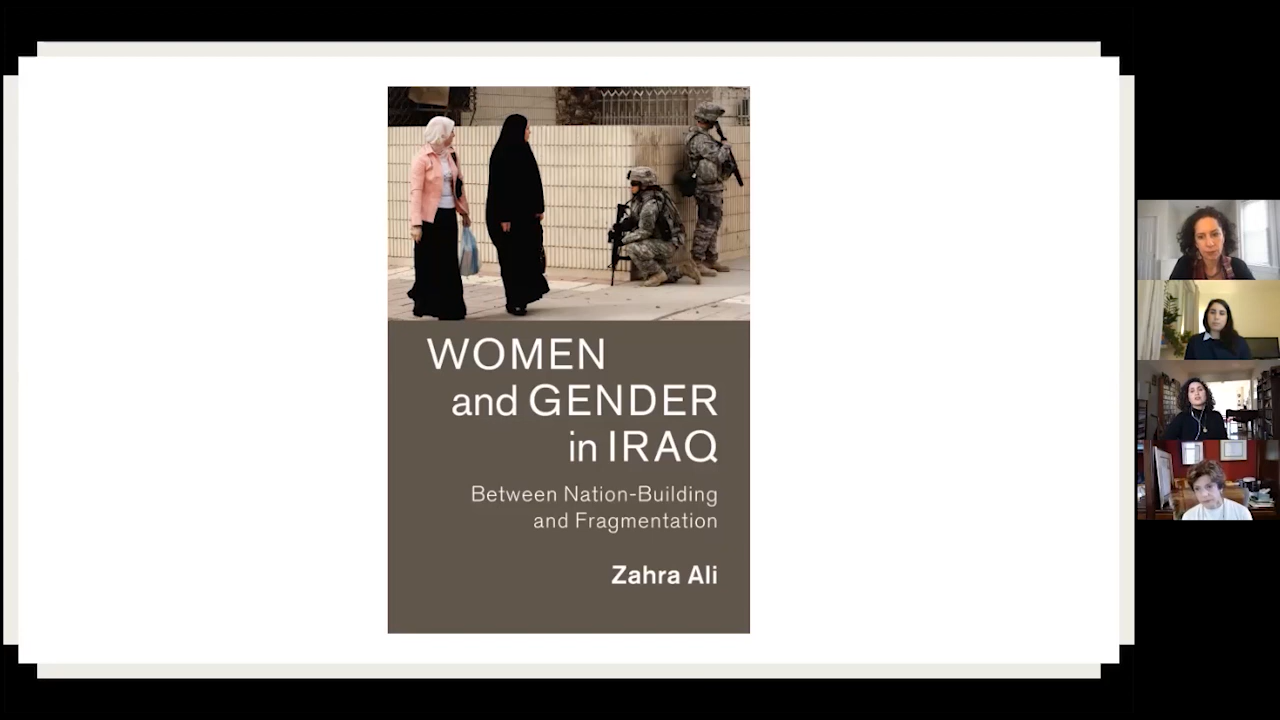 WOMEN
and GENDER
in IRAQ
Between Nation-Building
and Fragmentation
Zahra Ali